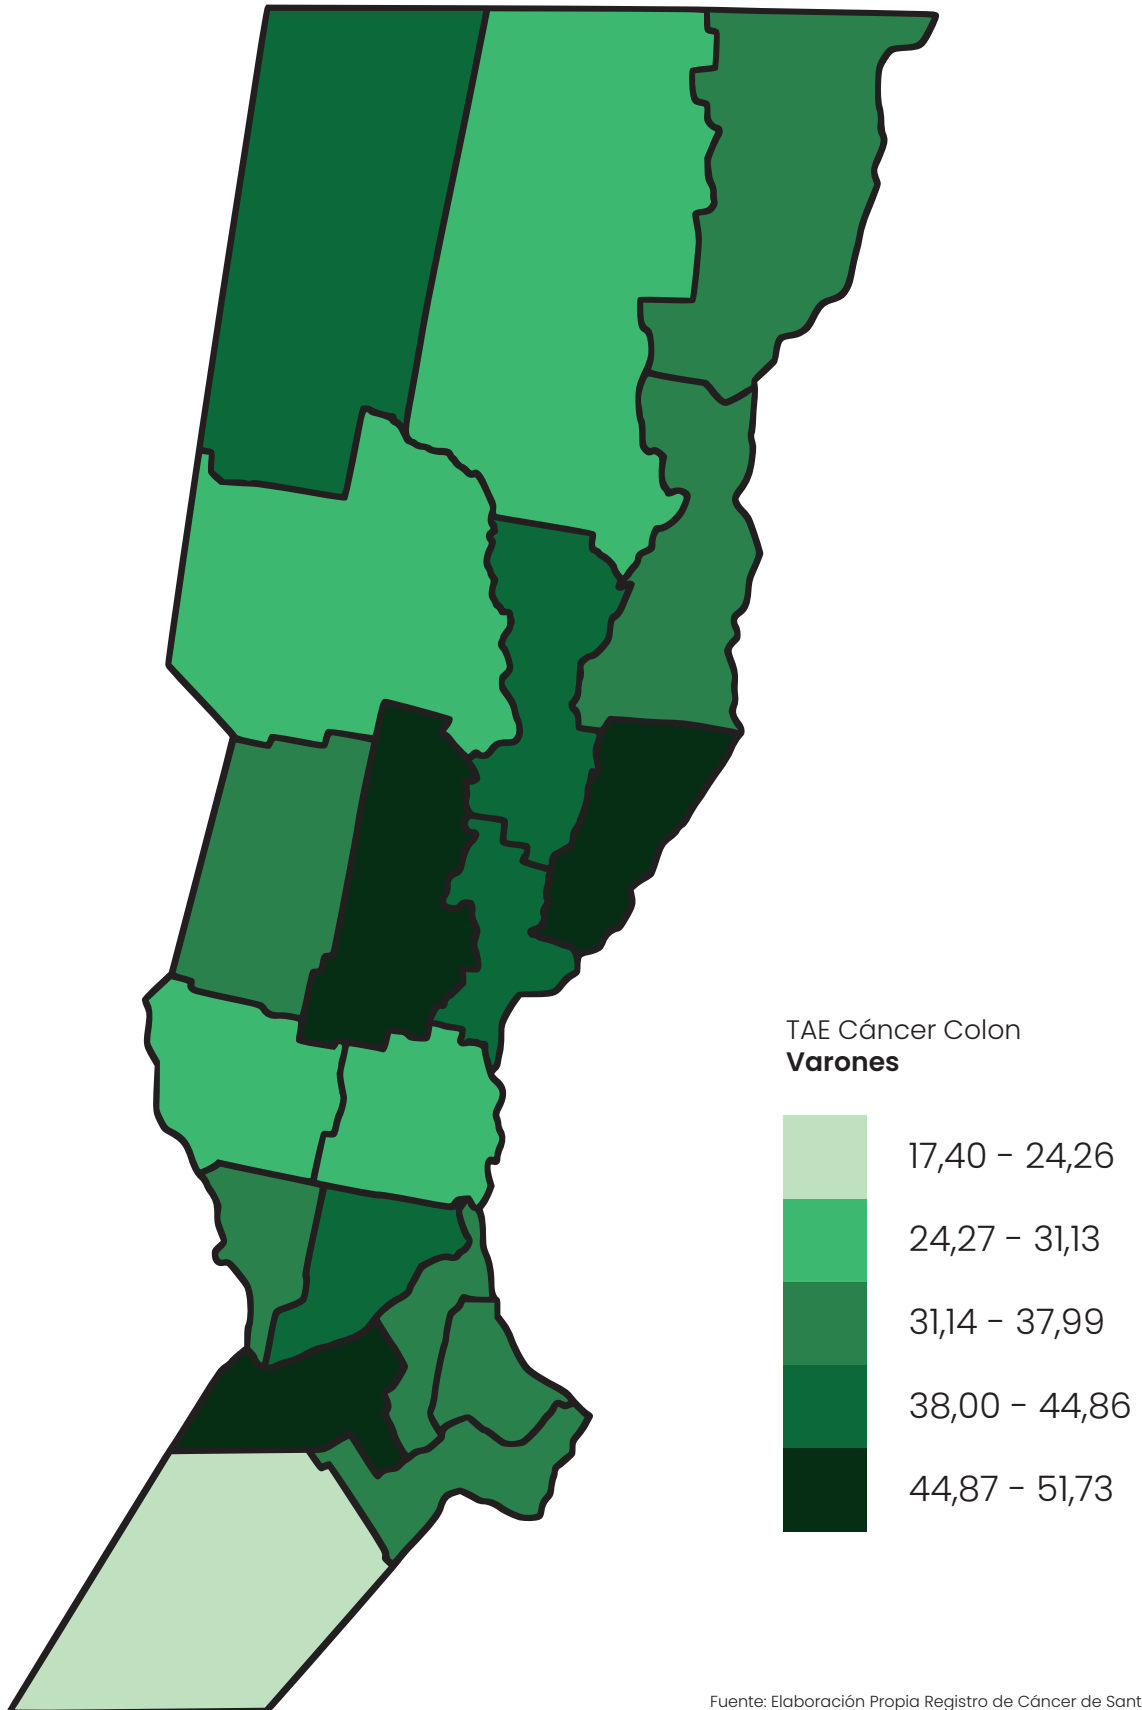 TAE Cáncer Colon
Varones
17,40 - 24,26
24,27 - 31,13
31,14 - 37,99
38,00 - 44,86
44,87 - 51,73
Fuente: Elaboración Propia Registro de Cáncer de Sant